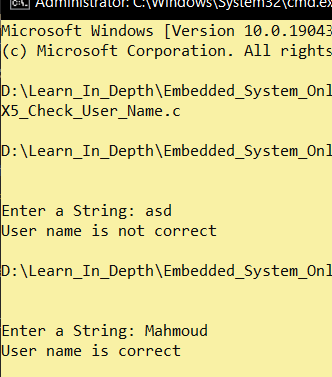 Administrator: C:\Windows\System32\cmd.ex
Microsoft Windows [Version 10.0.19043
(c) Microsoft Corporation. All rights
D:\Learn_In_Depth\Embedded_System_Onl
X5_Check_User_Name.c
D:\Learn_In_Depth\Embedded_System_Onl
Enter a String: asd
User name is not correct
D:\Learn_In_Depth\Embedded_System_Onl
Enter a String: Mahmoud
User name is correct